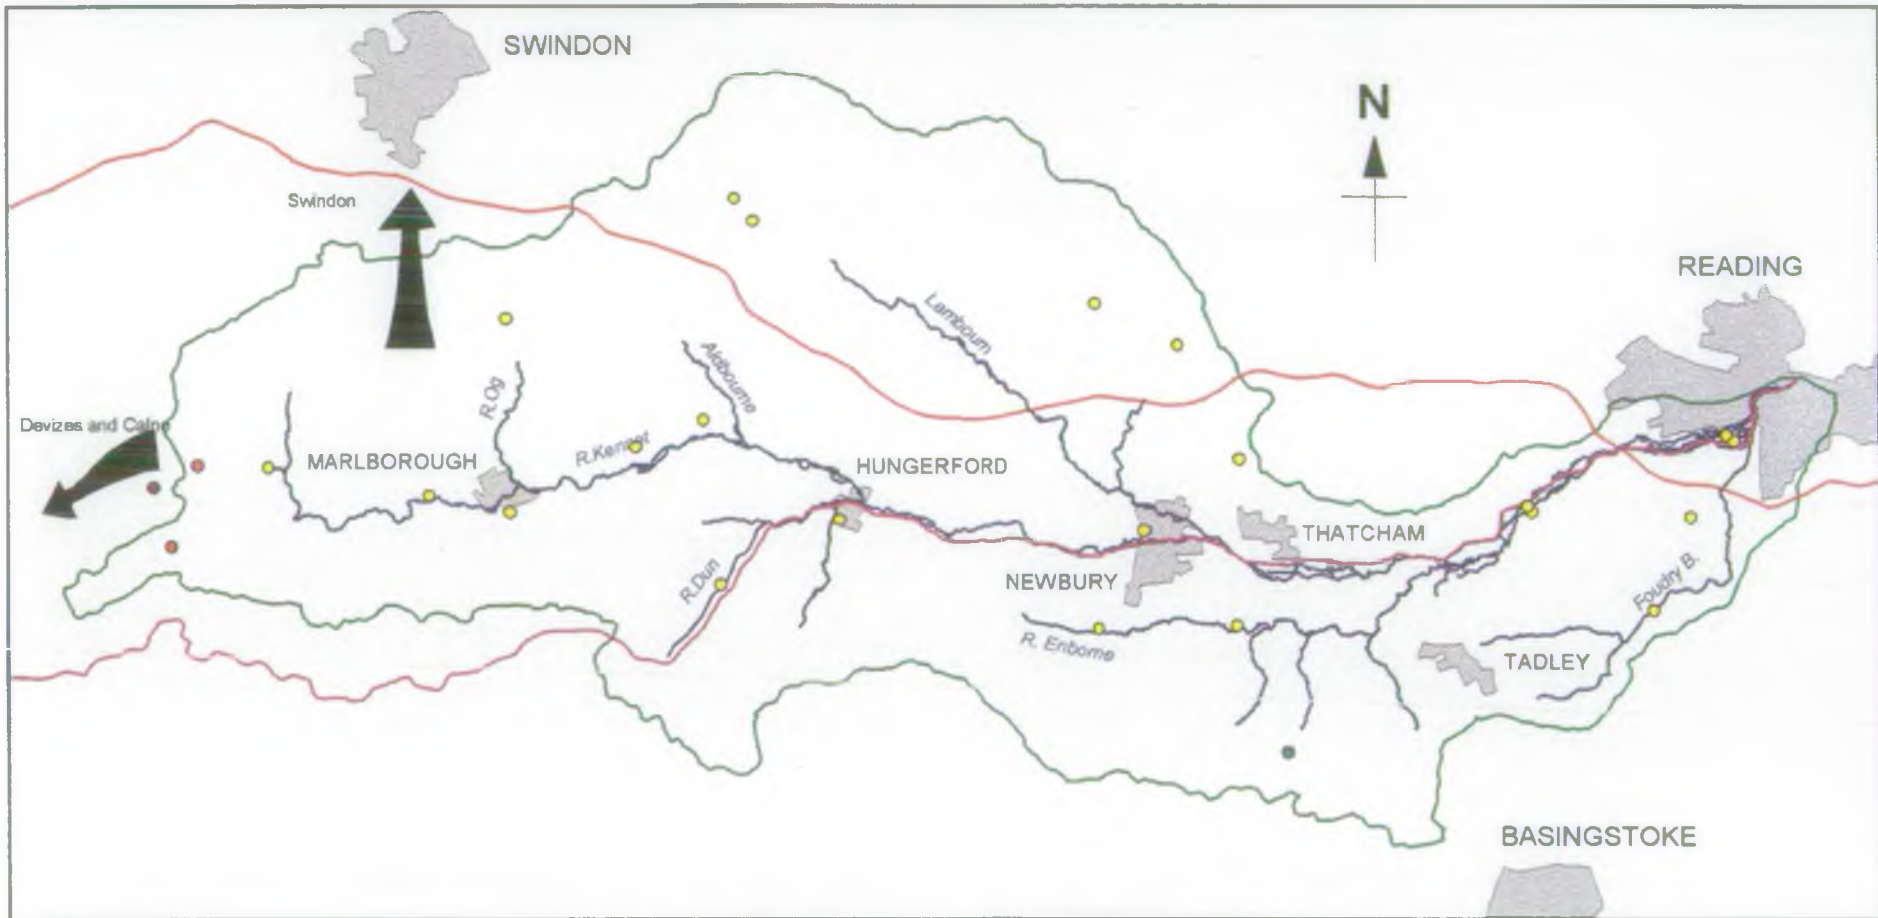 SWINDON
N
Swindon
READING
Lambourn
Aldbourne
R.Og
Devizes and Calne
MARLBOROUGH
R.Kennet
HUNGERFORD
THATCHAM
NEWBURY
R.Dun
Foudry B.
R. Enborne
TADLEY
BASINGSTOKE